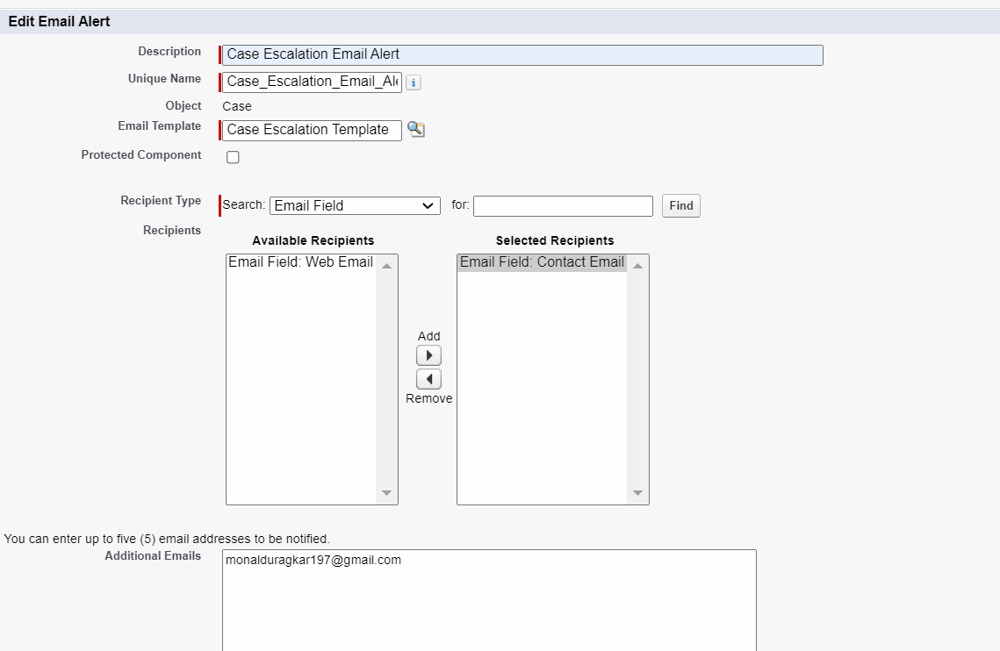 Edit Email Alert
Description Case Escalation Email Alert
Unique Name Case_Escalation_Email_Ale
Object Case
Email Template Case Escalation Template
Protected Component
Recipient Type Search: Email Field for: Find
Recipients
Available Recipients Selected Recipients
Email Field: Web Email Email Field: Contact Email
Add
Remove
You can enter up to five (5) email addresses to be notified.
Additional Emails monalduragkar197@gmail.com